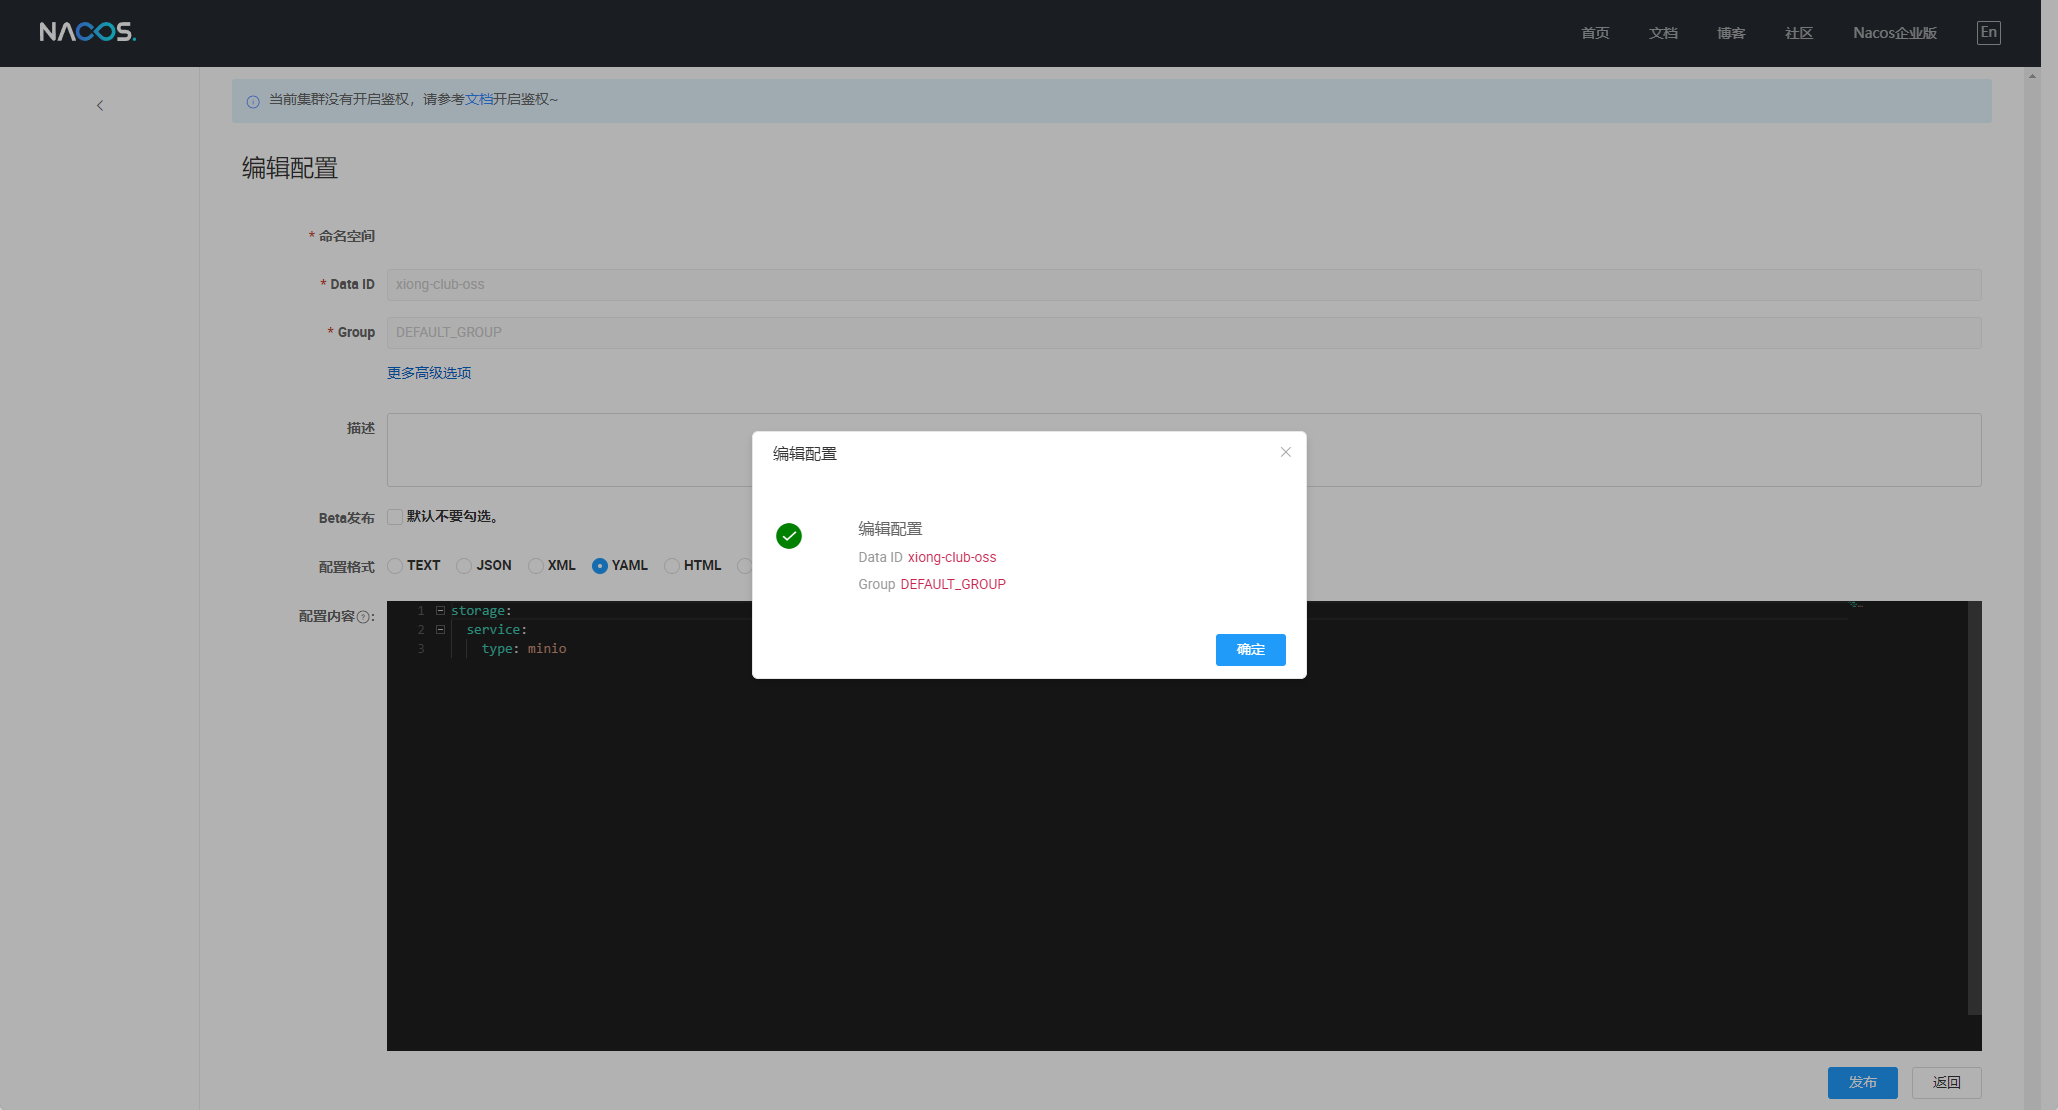 NACOS.
首页 文档 博客 社区 Nacos企业版 En
当前集群没有开启鉴权，请参考文档开启鉴权~
编辑配置
* 命名空间
* Data ID xiong-club-oss
* Group DEFAULT_GROUP
更多高级选项
描述
Beta发布 默认不要勾选。
配置格式 TEXT JSON XML YAML HTML
配置内容?:
1 storage:
2 service:
3 type: minio
编辑配置
编辑配置
Data ID xiong-club-oss
Group DEFAULT_GROUP
确定
发布 返回